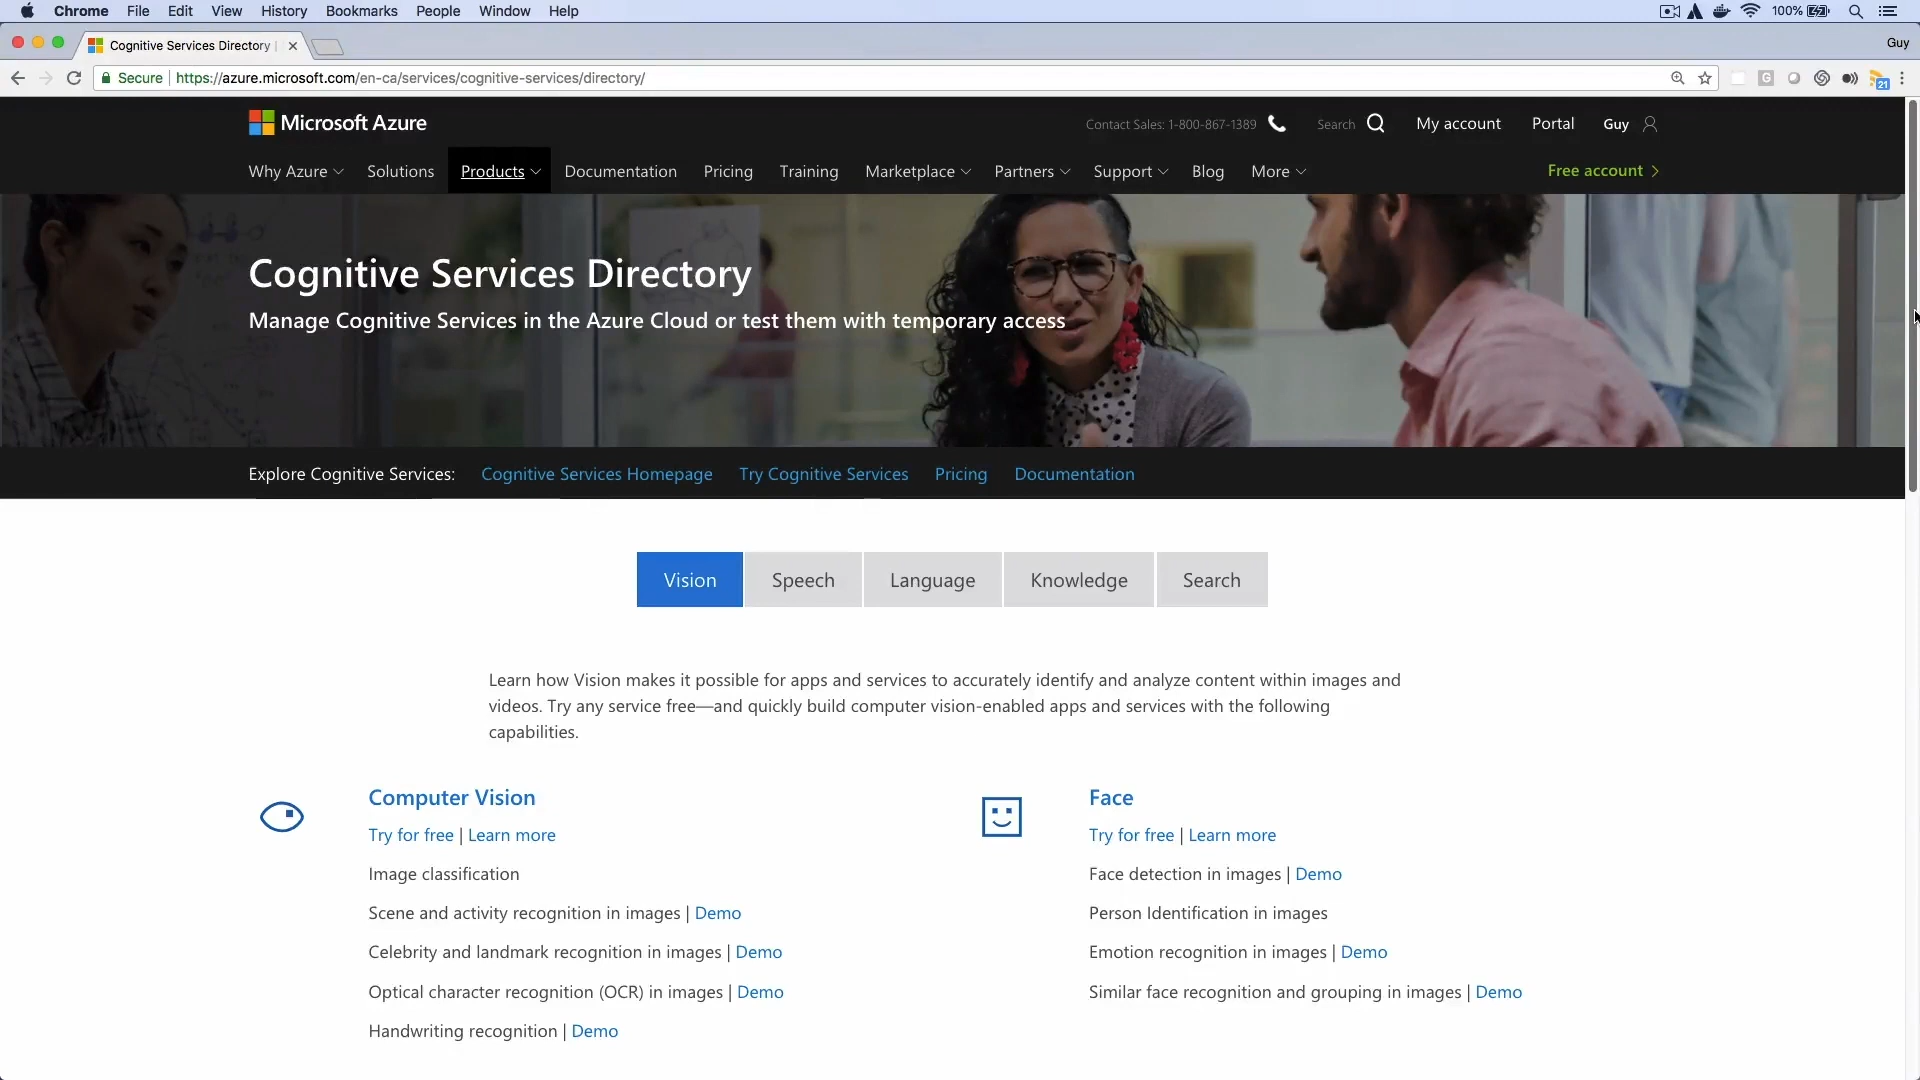 Chrome File Edit View History Bookmarks People Window Help 100%
Cognitive Services Directory | Guy
Secure https://azure.microsoft.com/en-ca/services/cognitive-services/directory/ 21
Microsoft Azure Contact Sales: 1-800-867-1389 Search My account Portal Guy
Why Azure Solutions Products Documentation Pricing Training Marketplace Partners Support Blog More Free account
Cognitive Services Directory
Manage Cognitive Services in the Azure Cloud or test them with temporary access
Explore Cognitive Services: Cognitive Services Homepage Try Cognitive Services Pricing Documentation
Vision Speech Language Knowledge Search
Learn how Vision makes it possible for apps and services to accurately identify and analyze content within images and
videos. Try any service free—and quickly build computer vision-enabled apps and services with the following
capabilities.
Computer Vision
Try for free | Learn more
Image classification
Scene and activity recognition in images | Demo
Celebrity and landmark recognition in images | Demo
Optical character recognition (OCR) in images | Demo
Handwriting recognition | Demo
Face
Try for free | Learn more
Face detection in images | Demo
Person Identification in images
Emotion recognition in images | Demo
Similar face recognition and grouping in images | Demo